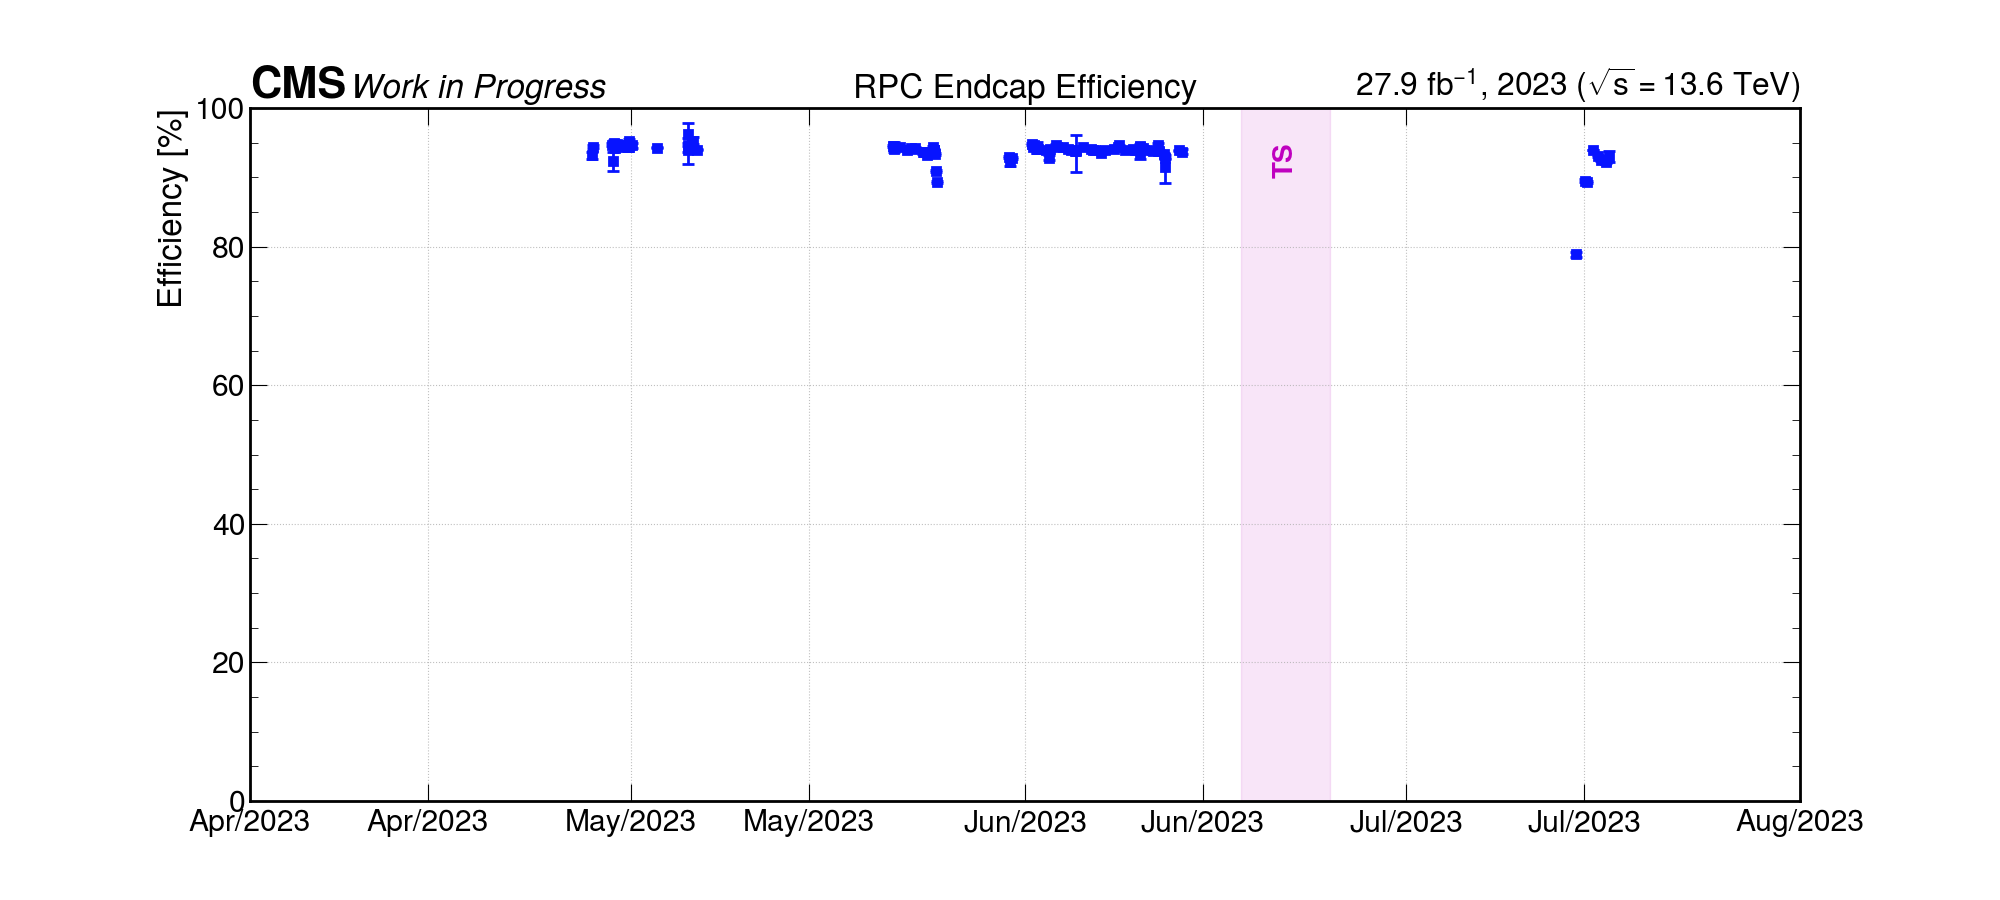 CMS Work in Progress RPC Endcap Efficiency 27.9 fb⁻¹, 2023 (√s = 13.6 TeV)
Efficiency [%]
100
80
60
40
20
0
TS
Apr/2023 Apr/2023 May/2023 May/2023 Jun/2023 Jun/2023 Jul/2023 Jul/2023 Aug/2023